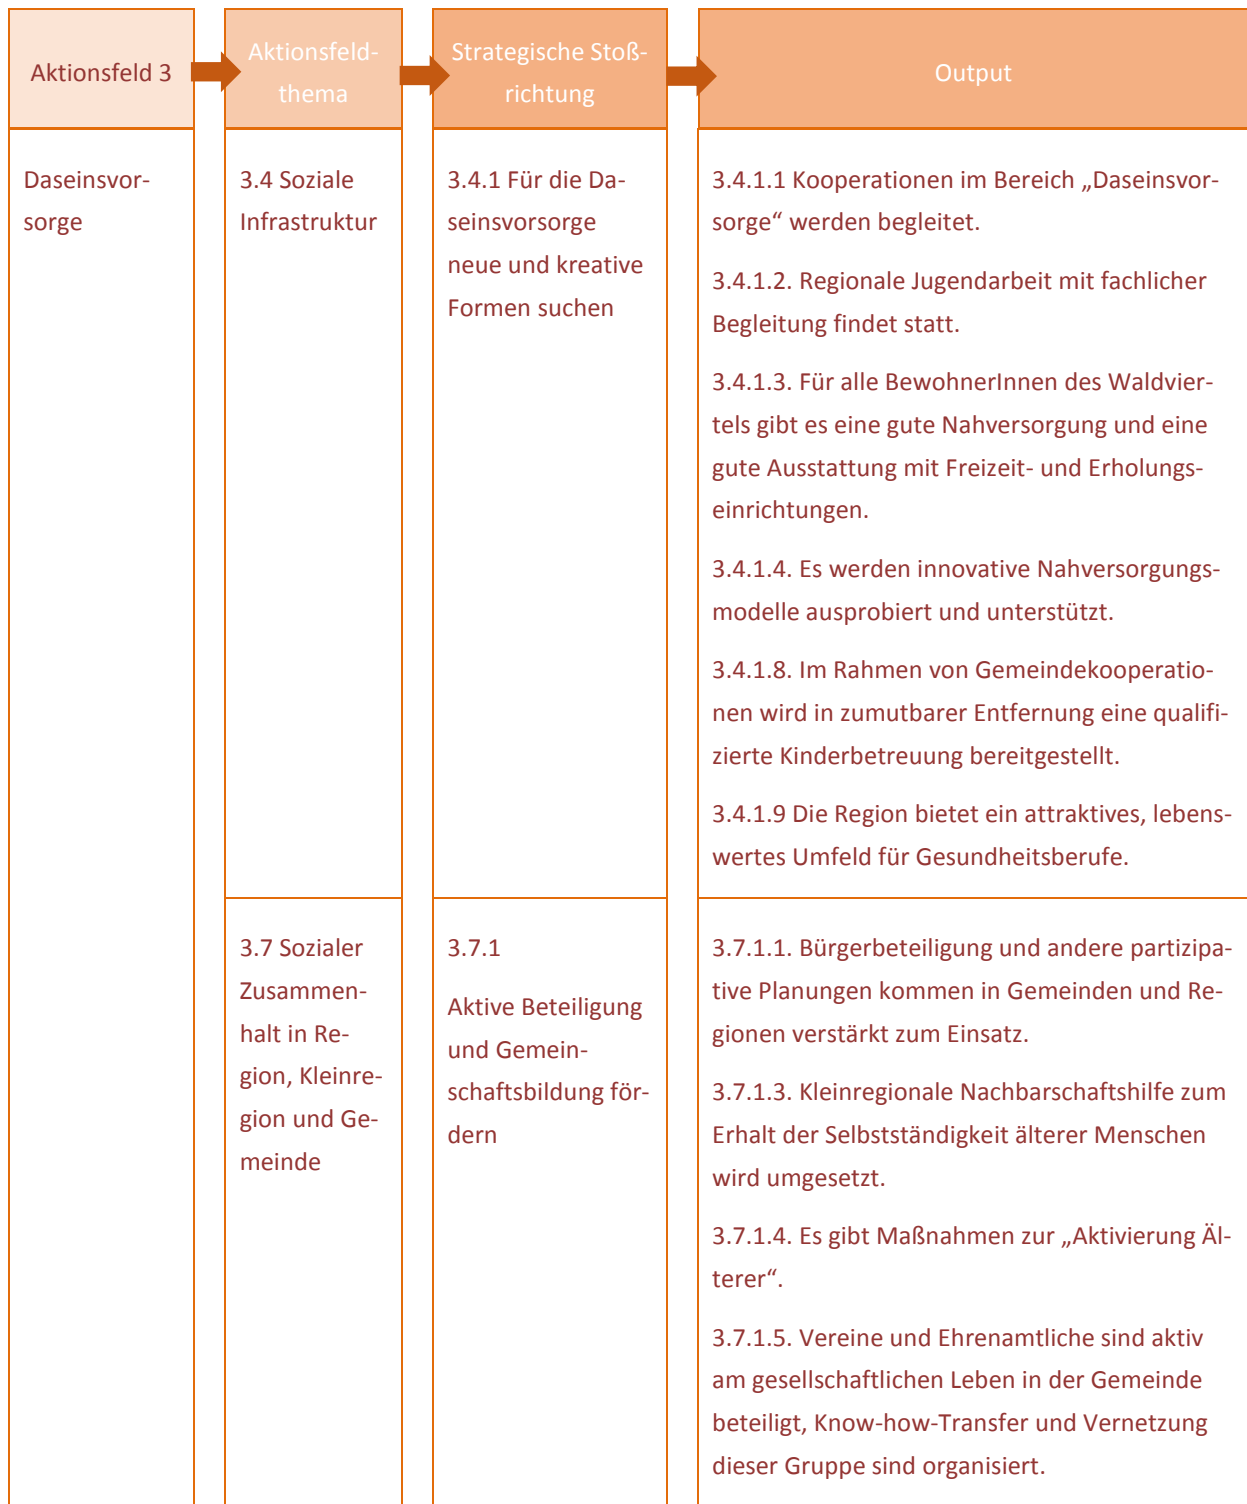 Aktionsfeld 3
Aktionsfeld-
thema
Strategische Stoß-
richtung
Output
Daseinsvor-
sorge
3.4 Soziale
Infrastruktur
3.4.1 Für die Da-
seinsvorsorge
neue und kreative
Formen suchen
3.4.1.1 Kooperationen im Bereich „Daseinsvor-
sorge“ werden begleitet.
3.4.1.2. Regionale Jugendarbeit mit fachlicher
Begleitung findet statt.
3.4.1.3. Für alle BewohnerInnen des Waldvier-
tels gibt es eine gute Nahversorgung und eine
gute Ausstattung mit Freizeit- und Erholungs-
einrichtungen.
3.4.1.4. Es werden innovative Nahversorgungs-
modelle ausprobiert und unterstützt.
3.4.1.8. Im Rahmen von Gemeindekooperatio-
nen wird in zumutbarer Entfernung eine qualifi-
zierte Kinderbetreuung bereitgestellt.
3.4.1.9 Die Region bietet ein attraktives, lebens-
wertes Umfeld für Gesundheitsberufe.
3.7 Sozialer
Zusammen-
halt in Re-
gion, Kleinre-
gion und Ge-
meinde
3.7.1
Aktive Beteiligung
und Gemein-
schaftsbildung för-
dern
3.7.1.1. Bürgerbeteiligung und andere partizipa-
tive Planungen kommen in Gemeinden und Re-
gionen verstärkt zum Einsatz.
3.7.1.3. Kleinregionale Nachbarschaftshilfe zum
Erhalt der Selbstständigkeit älterer Menschen
wird umgesetzt.
3.7.1.4. Es gibt Maßnahmen zur „Aktivierung Äl-
terer“.
3.7.1.5. Vereine und Ehrenamtliche sind aktiv
am gesellschaftlichen Leben in der Gemeinde
beteiligt, Know-how-Transfer und Vernetzung
dieser Gruppe sind organisiert.